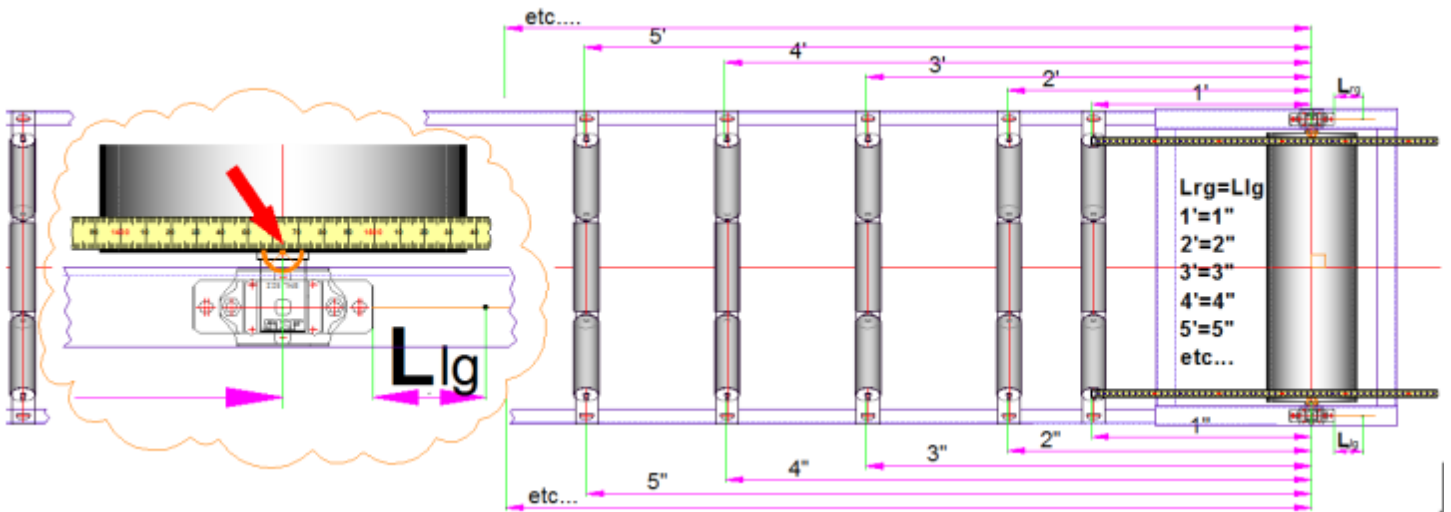 etc....
5'
4'
3'
2'
1'
Lrg
Lrg=Llg
1'=1"
2'=2"
3'=3"
4'=4"
5'=5"
etc...
Llg
1"
2"
3"
4"
5"
etc...
Llg